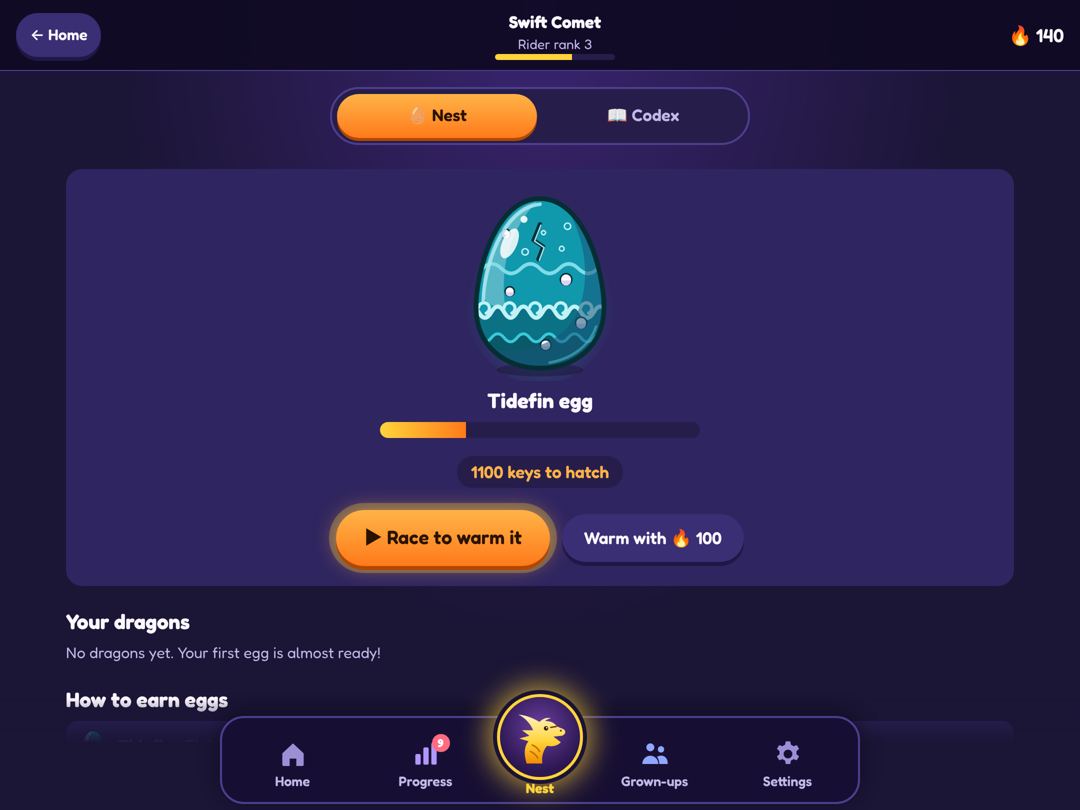 ← Home
Swift Comet
Rider rank 3
🔥 140
Nest
📖 Codex
Tidefin egg
1100 keys to hatch
▶ Race to warm it
Warm with 🔥 100
Your dragons
No dragons yet. Your first egg is almost ready!
How to earn eggs
Home
9
Progress
Nest
Grown-ups
Settings